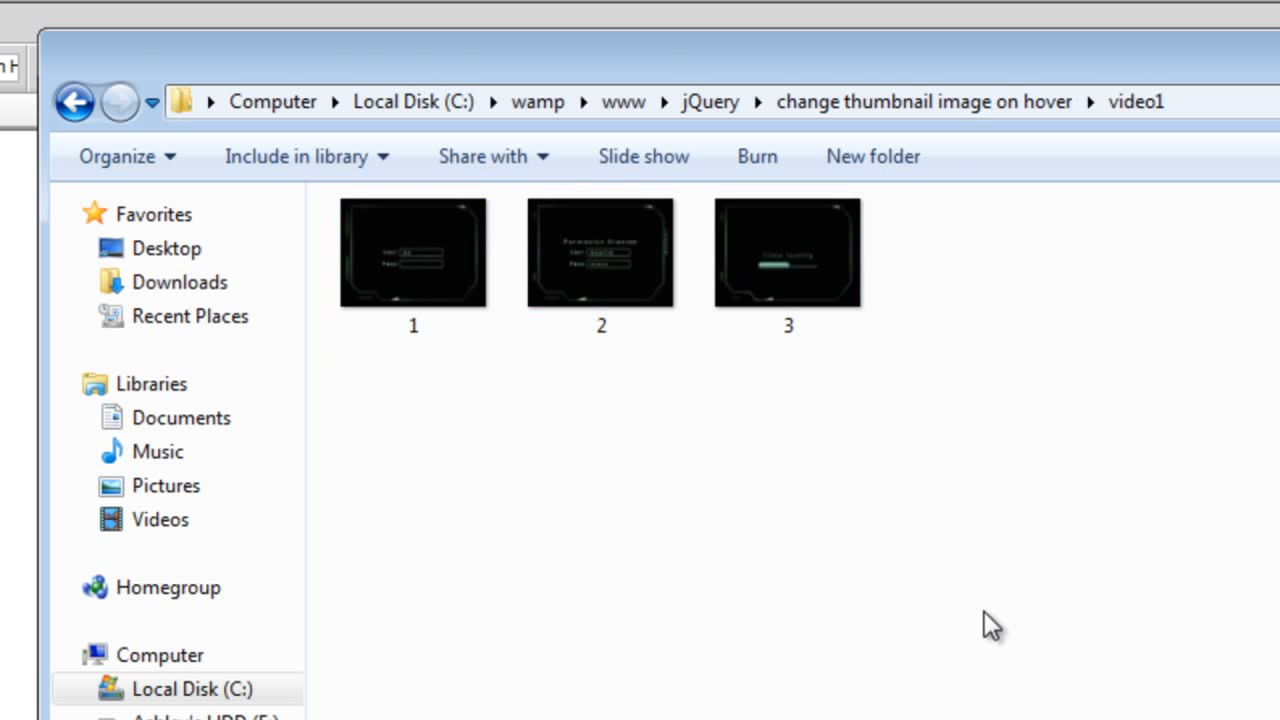 n H
Computer Local Disk (C:) wamp www jQuery change thumbnail image on hover video1
Organize Include in library Share with Slide show Burn New folder
Favorites
Desktop
Downloads
Recent Places
Libraries
Documents
Music
Pictures
Videos
Homegroup
Computer
Local Disk (C:)
1 2 3